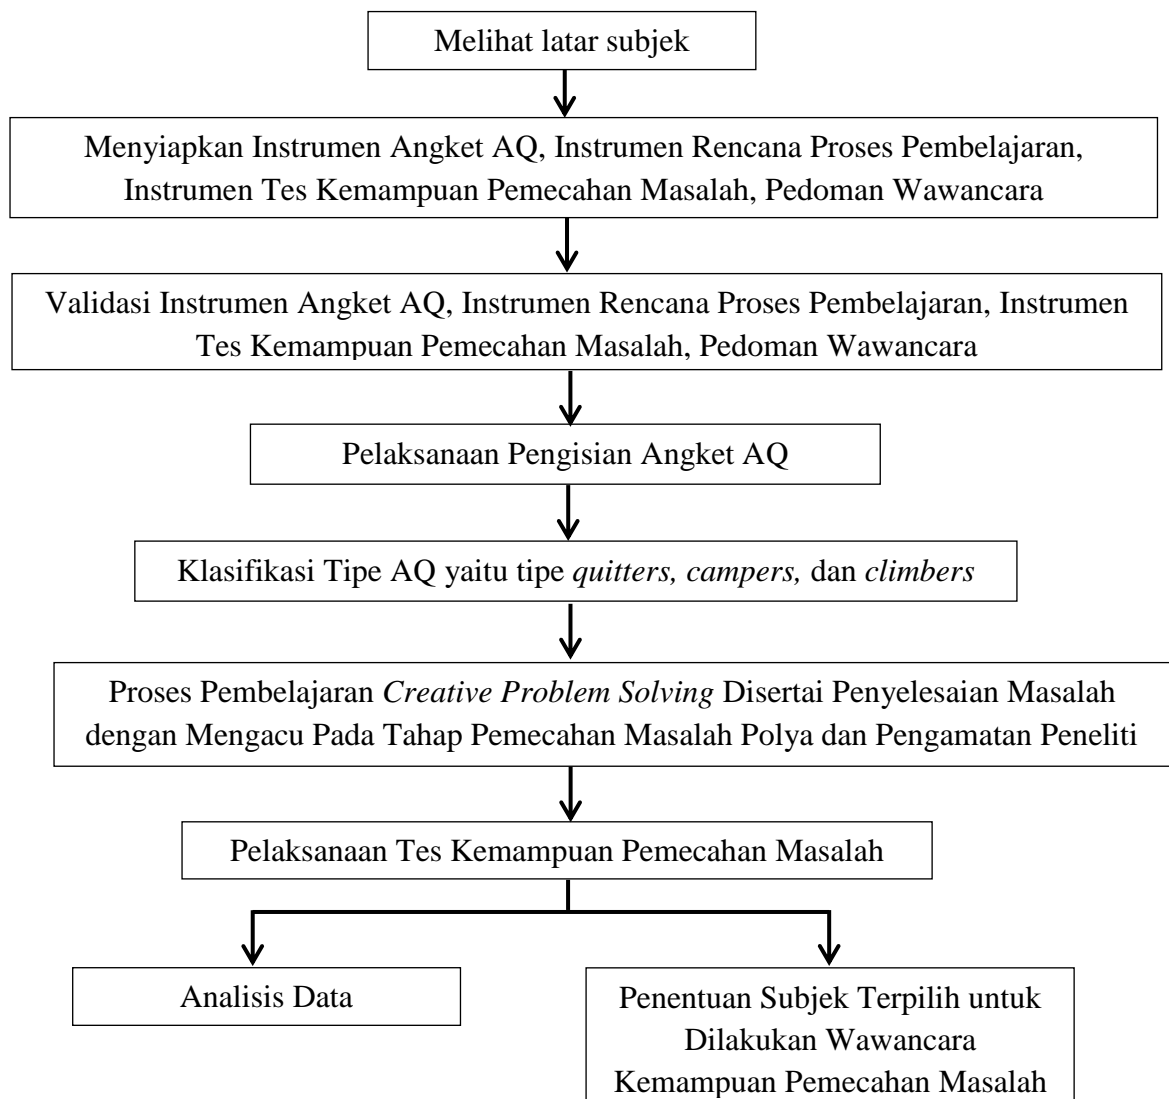 Melihat latar subjek
Menyiapkan Instrumen Angket AQ, Instrumen Rencana Proses Pembelajaran,
Instrumen Tes Kemampuan Pemecahan Masalah, Pedoman Wawancara
Validasi Instrumen Angket AQ, Instrumen Rencana Proses Pembelajaran, Instrumen
Tes Kemampuan Pemecahan Masalah, Pedoman Wawancara
Pelaksanaan Pengisian Angket AQ
Klasifikasi Tipe AQ yaitu tipe quitters, campers, dan climbers
Proses Pembelajaran Creative Problem Solving Disertai Penyelesaian Masalah
dengan Mengacu Pada Tahap Pemecahan Masalah Polya dan Pengamatan Peneliti
Pelaksanaan Tes Kemampuan Pemecahan Masalah
Analisis Data
Penentuan Subjek Terpilih untuk
Dilakukan Wawancara
Kemampuan Pemecahan Masalah